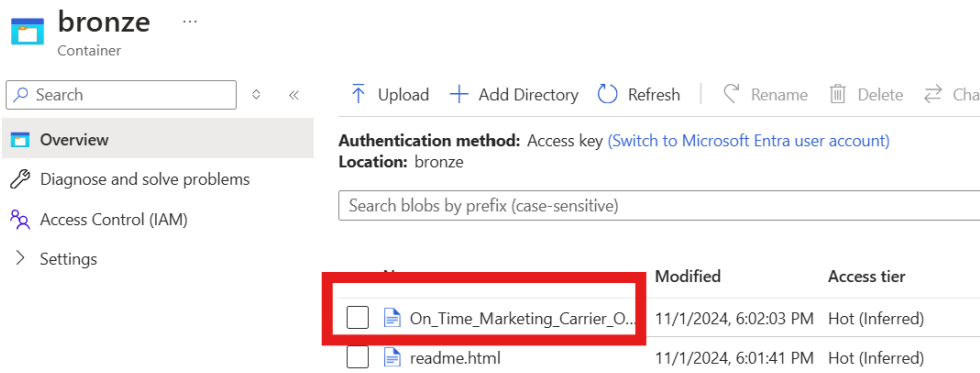 bronze ...
Container
Search
Upload Add Directory Refresh Rename Delete Cha
Overview
Authentication method: Access key (Switch to Microsoft Entra user account)
Location: bronze
Diagnose and solve problems
Search blobs by prefix (case-sensitive)
Access Control (IAM)
Settings
Modified Access tier
On_Time_Marketing_Carrier_O... 11/1/2024, 6:02:03 PM Hot (Inferred)
readme.html 11/1/2024, 6:01:41 PM Hot (Inferred)